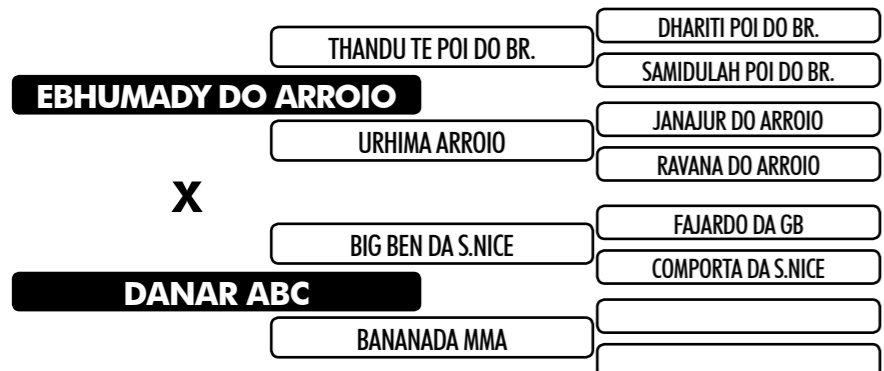 DHARITI POI DO BR.
THANDU TE POI DO BR.
SAMIDULAH POI DO BR.
EBHUMADY DO ARROIO
JANAJUR DO ARROIO
URHIMA ARROIO
RAVANA DO ARROIO
X
FAJARDO DA GB
BIG BEN DA S.NICE
COMPORTA DA S.NICE
DANAR ABC
BANANADA MMA